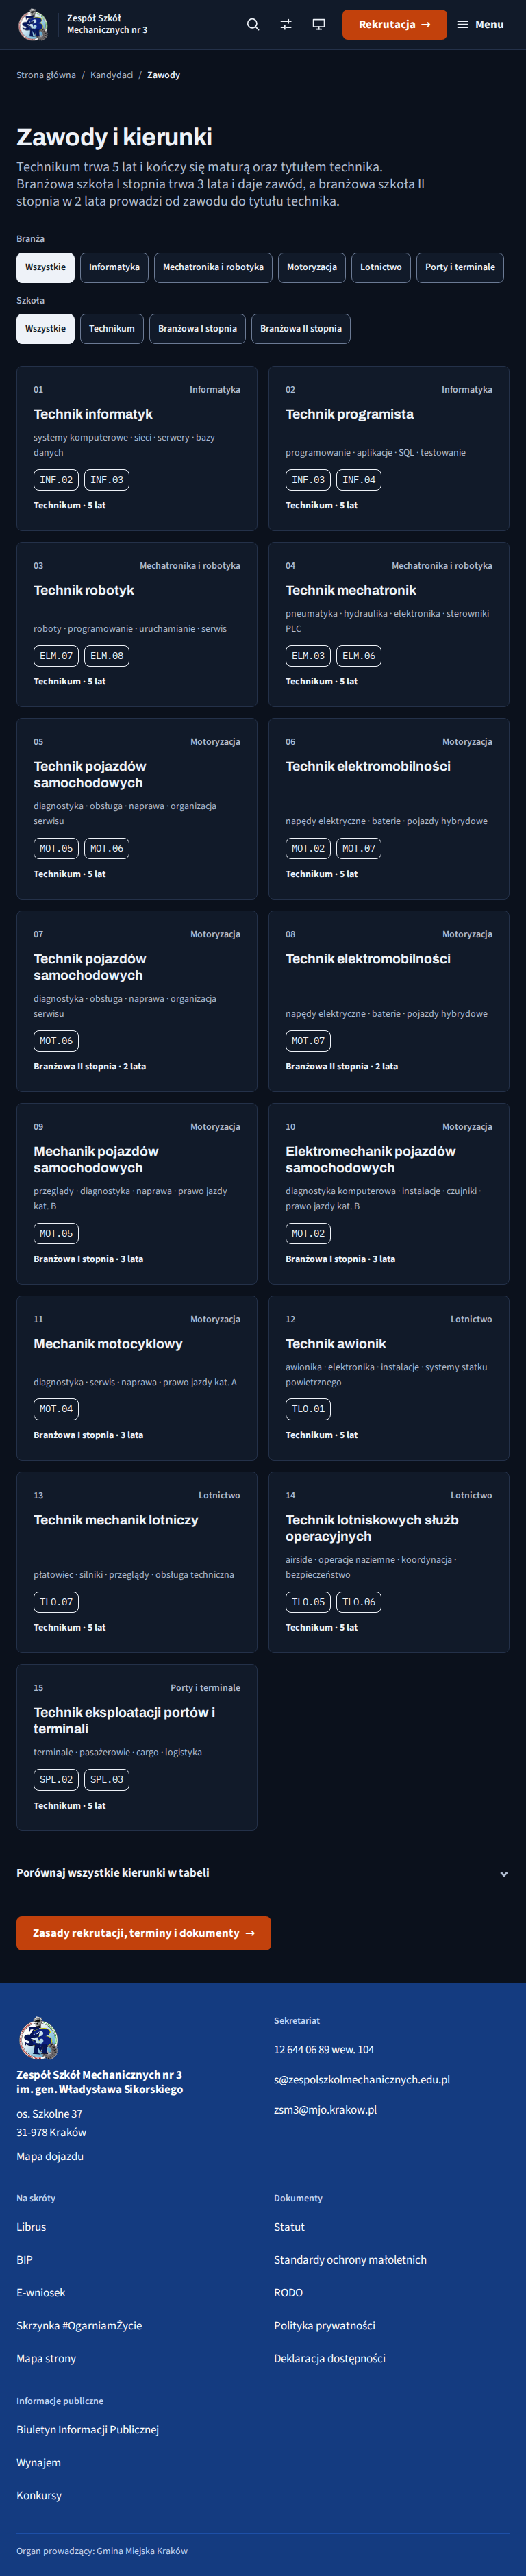 Zespół Szkół
Mechanicznych nr 3
Rekrutacja →
Menu
Strona główna / Kandydaci / Zawody
Zawody i kierunki
Technikum trwa 5 lat i kończy się maturą oraz tytułem technika.
Branżowa szkoła I stopnia trwa 3 lata i daje zawód, a branżowa szkoła II
stopnia w 2 lata prowadzi od zawodu do tytułu technika.
Branża
Wszystkie Informatyka Mechatronika i robotyka Motoryzacja Lotnictwo Porty i terminale
Szkoła
Wszystkie Technikum Branżowa I stopnia Branżowa II stopnia
01 Informatyka
Technik informatyk
systemy komputerowe · sieci · serwery · bazy
danych
INF.02 INF.03
Technikum · 5 lat
02 Informatyka
Technik programista
programowanie · aplikacje · SQL · testowanie
INF.03 INF.04
Technikum · 5 lat
03 Mechatronika i robotyka
Technik robotyk
roboty · programowanie · uruchamianie · serwis
ELM.07 ELM.08
Technikum · 5 lat
04 Mechatronika i robotyka
Technik mechatronik
pneumatyka · hydraulika · elektronika · sterowniki
PLC
ELM.03 ELM.06
Technikum · 5 lat
05 Motoryzacja
Technik pojazdów
samochodowych
diagnostyka · obsługa · naprawa · organizacja
serwisu
MOT.05 MOT.06
Technikum · 5 lat
06 Motoryzacja
Technik elektromobilności
napędy elektryczne · baterie · pojazdy hybrydowe
MOT.02 MOT.07
Technikum · 5 lat
07 Motoryzacja
Technik pojazdów
samochodowych
diagnostyka · obsługa · naprawa · organizacja
serwisu
MOT.06
Branżowa II stopnia · 2 lata
08 Motoryzacja
Technik elektromobilności
napędy elektryczne · baterie · pojazdy hybrydowe
MOT.07
Branżowa II stopnia · 2 lata
09 Motoryzacja
Mechanik pojazdów
samochodowych
przeglądy · diagnostyka · naprawa · prawo jazdy
kat. B
MOT.05
Branżowa I stopnia · 3 lata
10 Motoryzacja
Elektromechanik pojazdów
samochodowych
diagnostyka komputerowa · instalacje · czujniki ·
prawo jazdy kat. B
MOT.02
Branżowa I stopnia · 3 lata
11 Motoryzacja
Mechanik motocyklowy
diagnostyka · serwis · naprawa · prawo jazdy kat. A
MOT.04
Branżowa I stopnia · 3 lata
12 Lotnictwo
Technik awionik
awionika · elektronika · instalacje · systemy statku
powietrznego
TLO.01
Technikum · 5 lat
13 Lotnictwo
Technik mechanik lotniczy
płatowiec · silniki · przeglądy · obsługa techniczna
TLO.07
Technikum · 5 lat
14 Lotnictwo
Technik lotniskowych służb
operacyjnych
airside · operacje naziemne · koordynacja ·
bezpieczeństwo
TLO.05 TLO.06
Technikum · 5 lat
15 Porty i terminale
Technik eksploatacji portów i
terminali
terminale · pasażerowie · cargo · logistyka
SPL.02 SPL.03
Technikum · 5 lat
Porównaj wszystkie kierunki w tabeli
Zasady rekrutacji, terminy i dokumenty →
Zespół Szkół Mechanicznych nr 3
im. gen. Władysława Sikorskiego
os. Szkolne 37
31-978 Kraków
Mapa dojazdu
Sekretariat
12 644 06 89 wew. 104
s@zespolszkolmechanicznych.edu.pl
zsm3@mjo.krakow.pl
Na skróty
Librus
BIP
E-wniosek
Skrzynka #OgarniamŻycie
Mapa strony
Dokumenty
Statut
Standardy ochrony małoletnich
RODO
Polityka prywatności
Deklaracja dostępności
Informacje publiczne
Biuletyn Informacji Publicznej
Wynajem
Konkursy
Organ prowadzący: Gmina Miejska Kraków